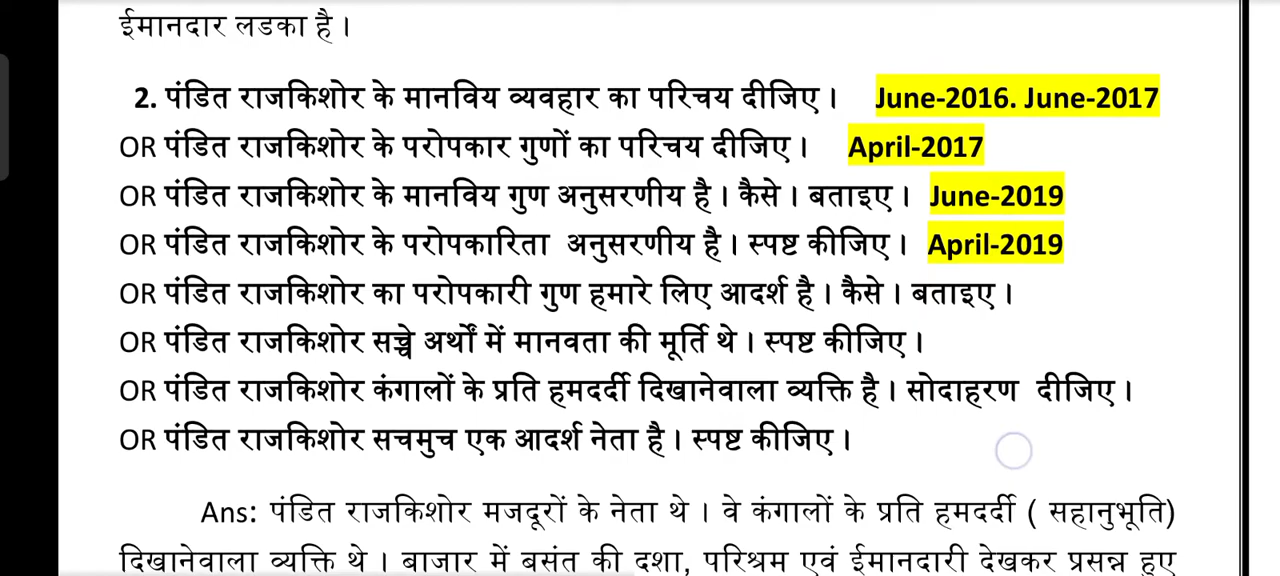 ईमानदार लडका है ।
2. पंडित राजकिशोर के मानविय व्यवहार का परिचय दीजिए । June-2016. June-2017
OR पंडित राजकिशोर के परोपकार गुणों का परिचय दीजिए । April-2017
OR पंडित राजकिशोर के मानविय गुण अनुसरणीय है । कैसे । बताइए । June-2019
OR पंडित राजकिशोर के परोपकारिता अनुसरणीय है । स्पष्ट कीजिए । April-2019
OR पंडित राजकिशोर का परोपकारी गुण हमारे लिए आदर्श है । कैसे । बताइए ।
OR पंडित राजकिशोर सच्चे अर्थों में मानवता की मूर्ति थे । स्पष्ट कीजिए ।
OR पंडित राजकिशोर कंगालों के प्रति हमदर्दी दिखानेवाला व्यक्ति है । सोदाहरण दीजिए ।
OR पंडित राजकिशोर सचमुच एक आदर्श नेता है । स्पष्ट कीजिए ।
Ans: पंडित राजकिशोर मजदूरों के नेता थे । वे कंगालों के प्रति हमदर्दी ( सहानुभूति)
दिखानेवाला व्यक्ति थे । बाजार में बसंत की दशा, परिश्रम एवं ईमानदारी देखकर प्रसन्न हुए